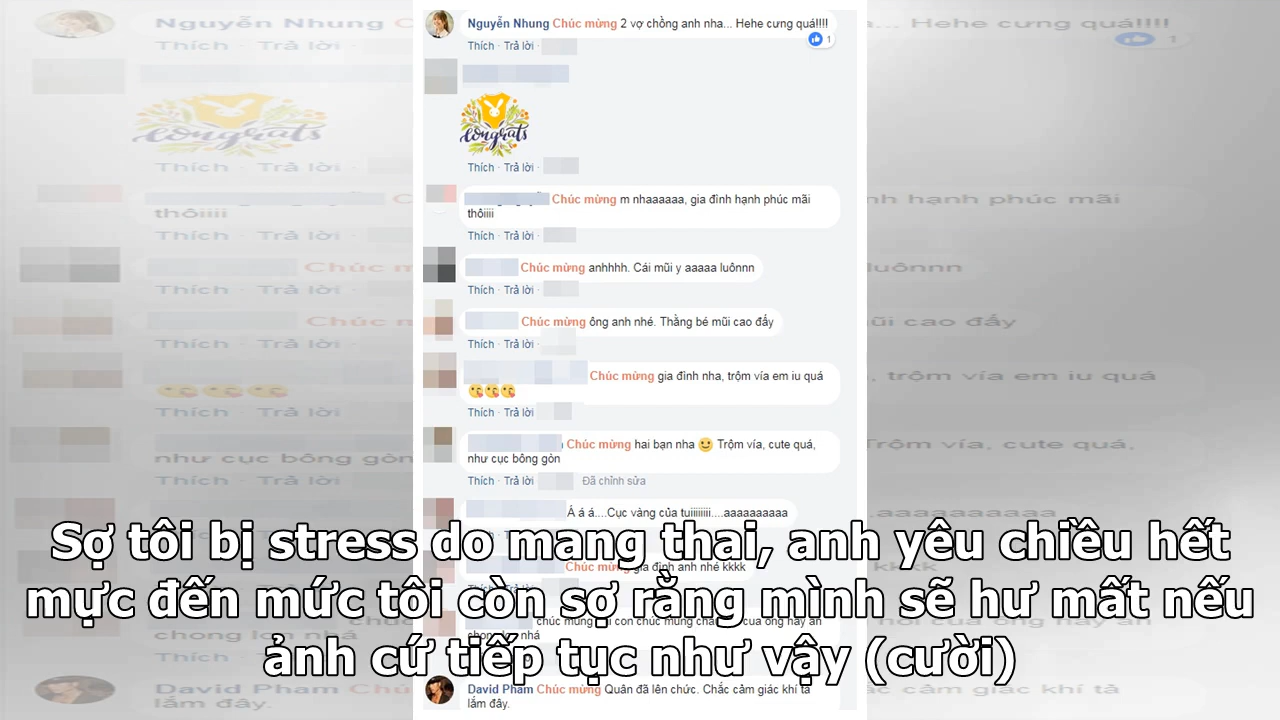 Nguyễn Nhung Chúc mừng 2 vợ chồng anh nha... Hehe cưng quá!!!!
1
Thích · Trả lời ·
congrats
Thích · Trả lời ·
Chúc mừng m nhaaaaaa, gia đình hạnh phúc mãi
thôiiii
Thích · Trả lời ·
Chúc mừng anhhhh. Cái mũi y aaaaa luônnn
Thích · Trả lời ·
Chúc mừng ông anh nhé. Thằng bé mũi cao đấy
Thích · Trả lời ·
Chúc mừng gia đình nha, trộm vía em iu quá
Thích · Trả lời
Chúc mừng hai bạn nha Trộm vía, cute quá,
như cục bông gòn
Thích · Trả lời · Đã chỉnh sửa
Á á á....Cục vàng của tuiiiiiiii....aaaaaaaaaa
Chúc mừng gia đình anh nhé kkkk
Sợ tôi bị stress do mang thai, anh yêu chiều hết
mực đến mức tôi còn sợ rằng mình sẽ hư mất nếu
ảnh cứ tiếp tục như vậy (cười)
David Pham Chúc mừng Quân đã lên chức. Chắc cảm giác khí tả
lắm đây.